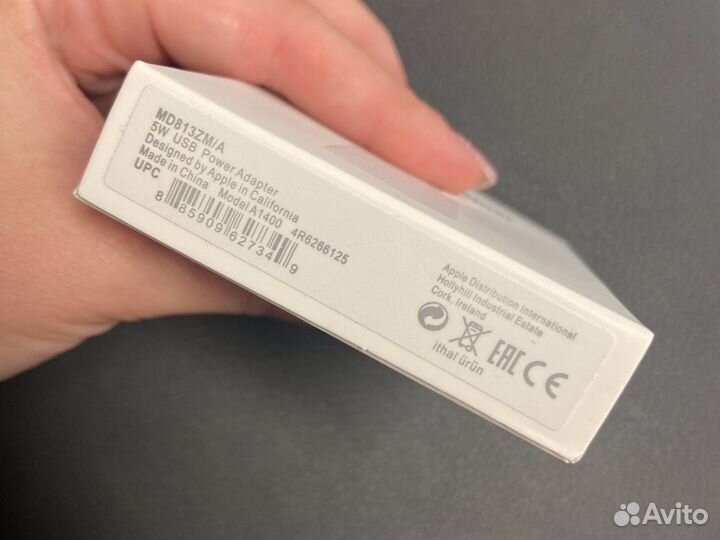 MD813ZM/A
5W USB Power Adapter
Designed by Apple in California
Made in China Model A1400 4R6266125
UPC
8 85909 62734 9
Apple Distribution International
Hollyhill Industrial Estate
Cork, Ireland
EAC CE
ithal ürün
Avito